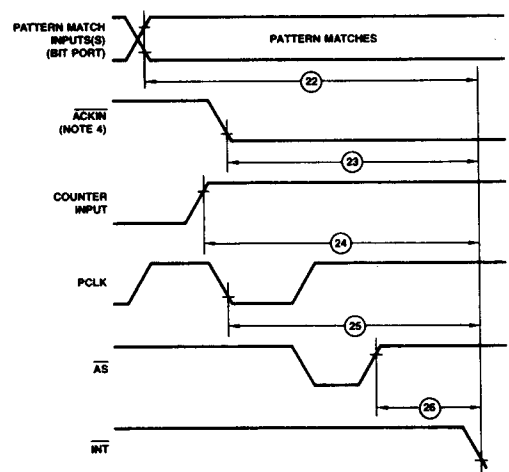 PATTERN MATCH
INPUTS(S)
(BIT PORT)
PATTERN MATCHES
22
ACKIN
(NOTE 4)
23
COUNTER
INPUT
24
PCLK
25
AS
26
INT